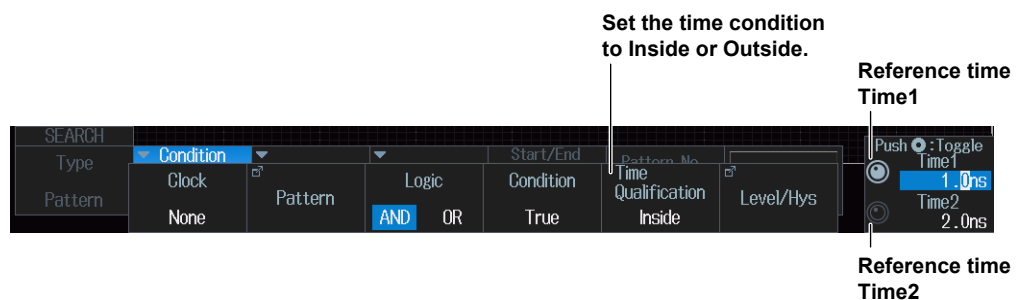 Set the time condition
to Inside or Outside.
Reference time
Time1
SEARCH
Type
Pattern
Condition
Start/End
Pattern No.
Clock
None
Pattern
Logic
AND OR
Condition
True
Time
Qualification
Inside
Level/Hys
Push :Toggle
Time1
1.0ns
Time2
2.0ns
Reference time
Time2